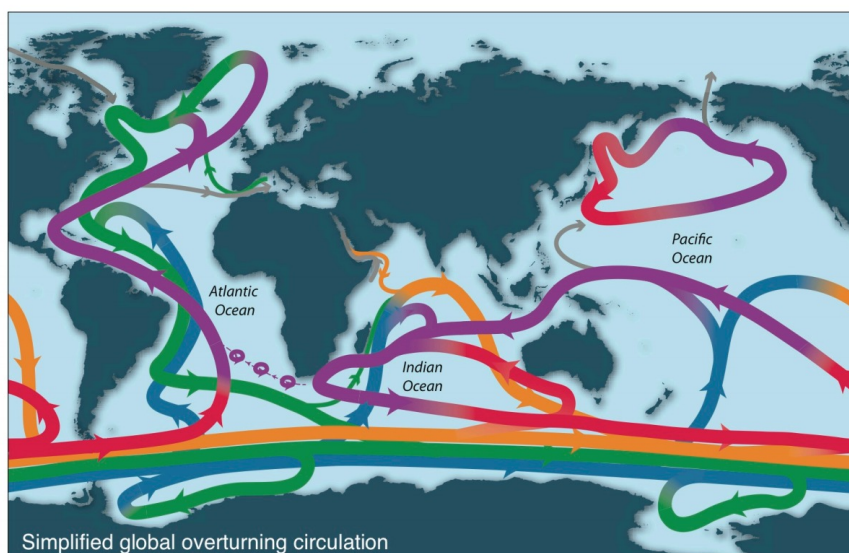 Pacific
Ocean
Atlantic
Ocean
Indian
Ocean
Simplified global overturning circulation